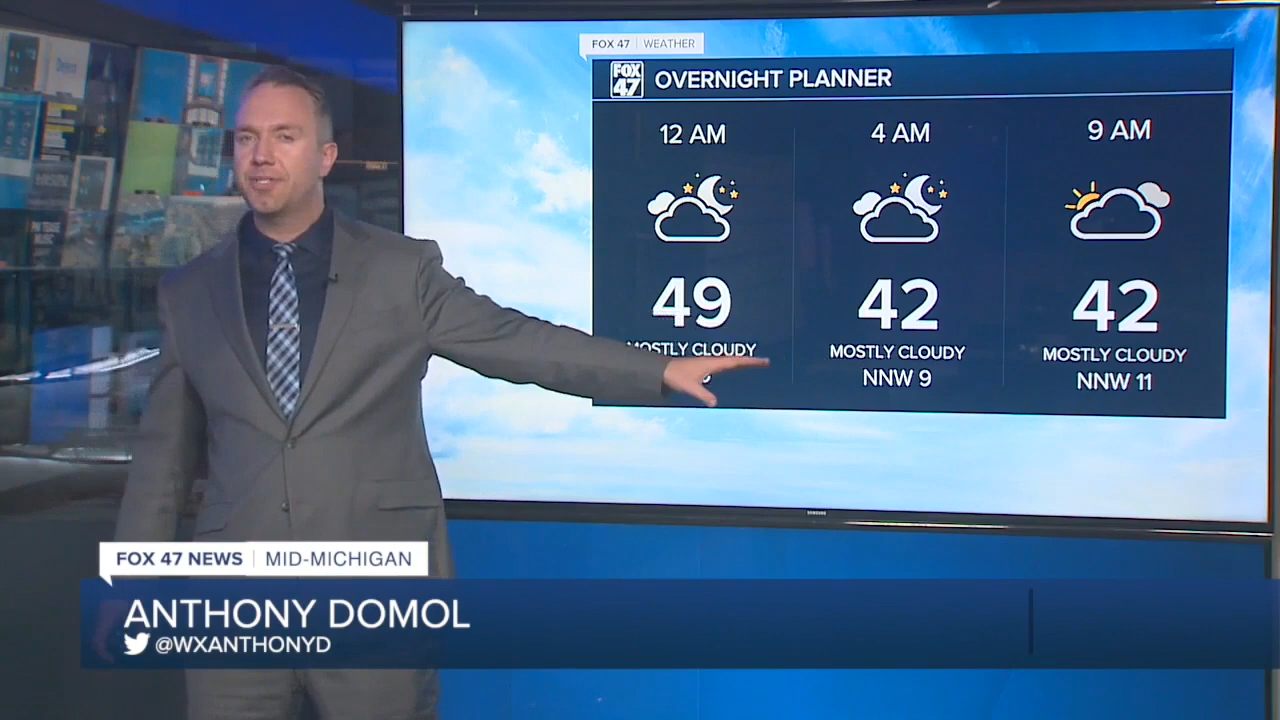 FOX 47 WEATHER
FOX 47 OVERNIGHT PLANNER
12 AM 4 AM 9 AM
49 42 42
MOSTLY CLOUDY MOSTLY CLOUDY MOSTLY CLOUDY
NNW 9 NNW 11
SAMSUNG
FOX 47 NEWS MID-MICHIGAN
ANTHONY DOMOL
@WXANTHONYD